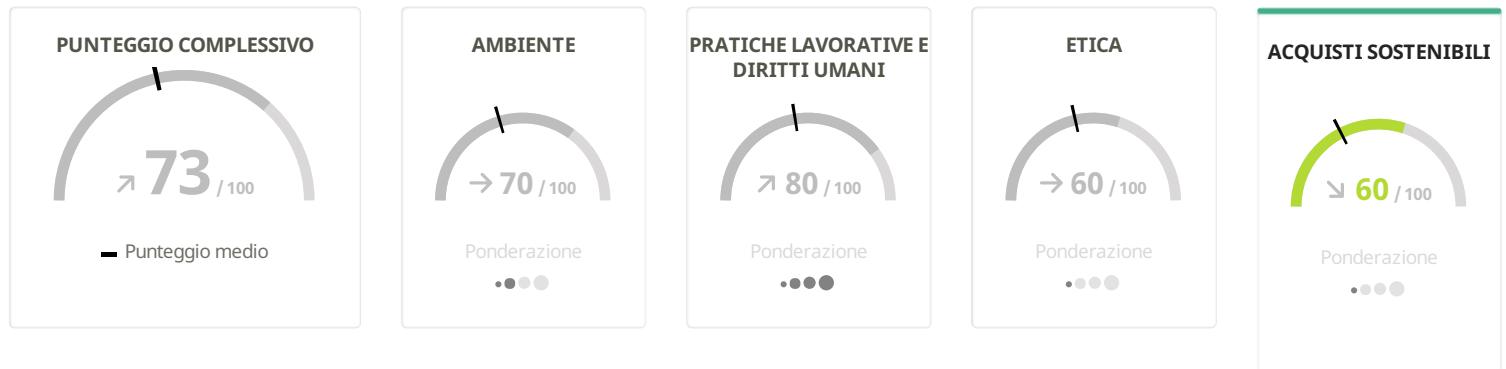 PUNTEGGIO COMPLESSIVO
73 / 100
Punteggio medio
AMBIENTE
70 / 100
Ponderazione
PRATICHE LAVORATIVE E
DIRITTI UMANI
80 / 100
Ponderazione
ETICA
60 / 100
Ponderazione
ACQUISTI SOSTENIBILI
60 / 100
Ponderazione